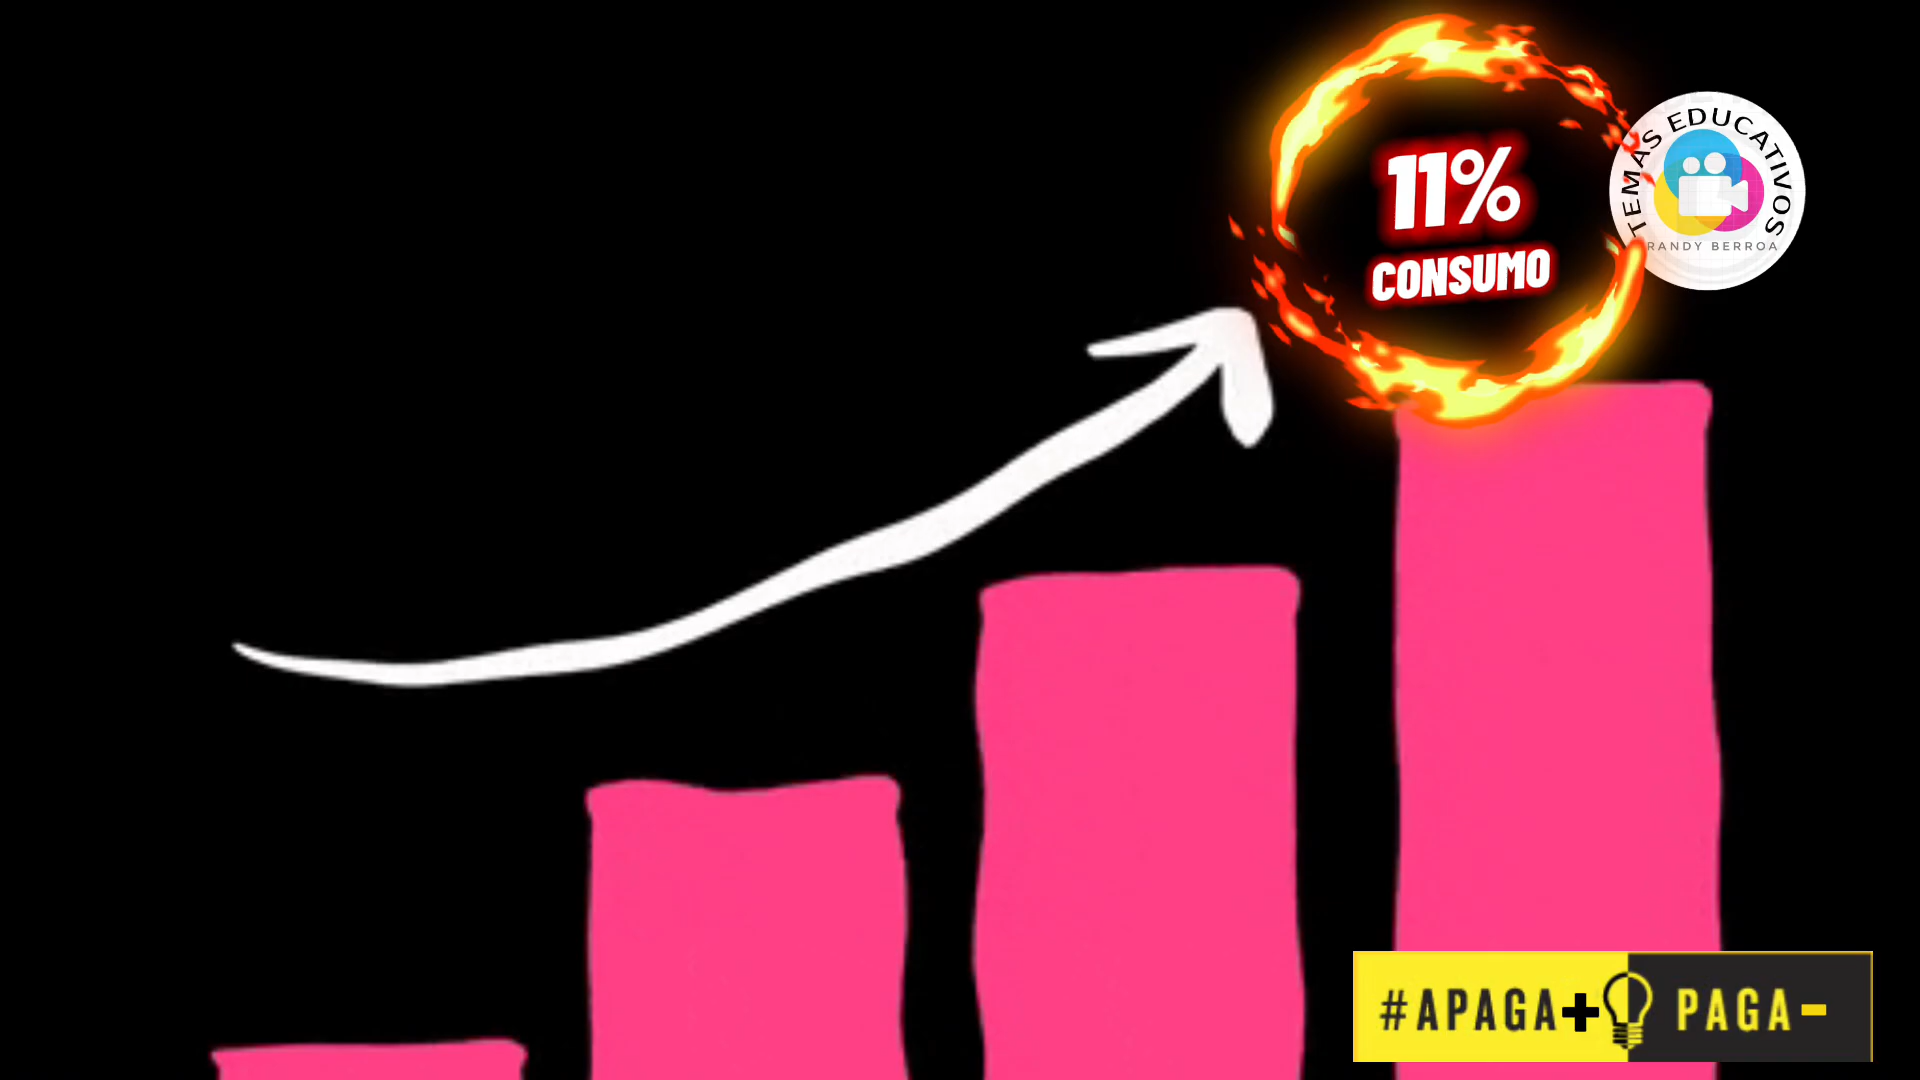 11%
CONSUMO
TEMAS EDUCATIVOS
RANDY BERROA
#APAGA+ PAGA-